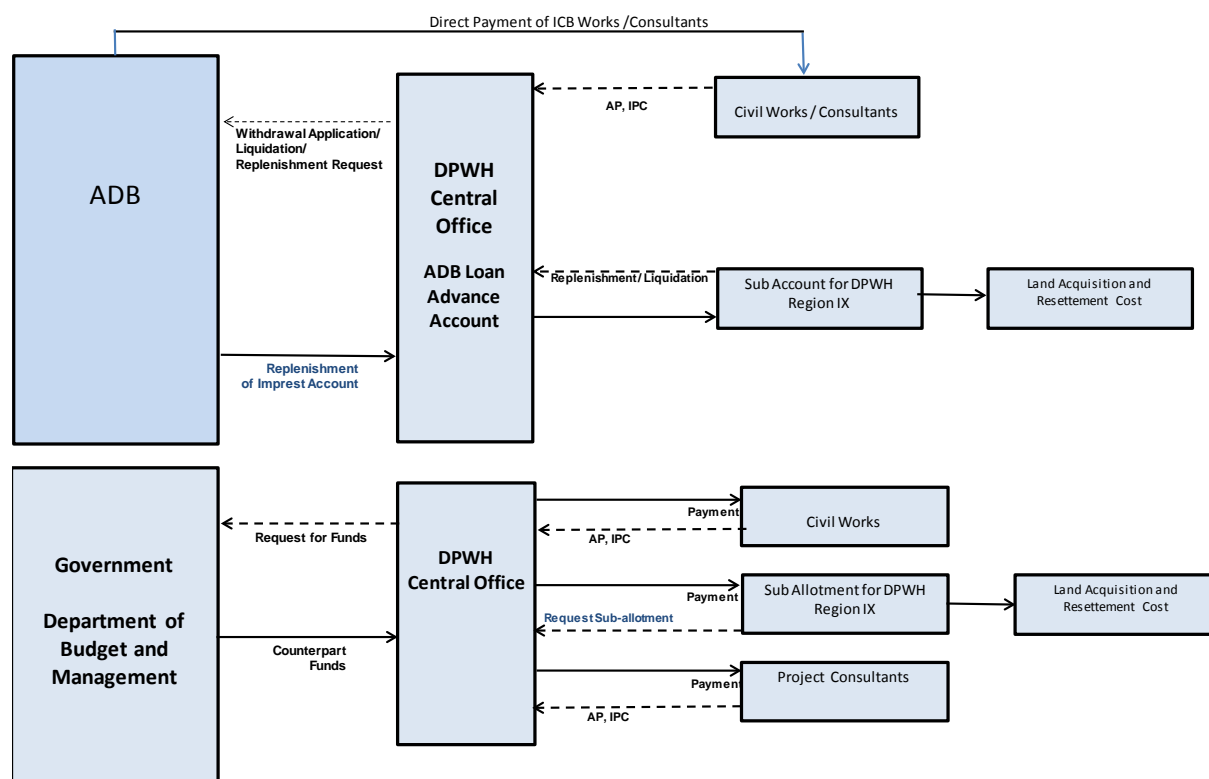 Direct Payment of ICB Works /Consultants
ADB
Withdrawal Application/
Liquidation/
Replenishment Request
Replenishment
of Imprest Account
DPWH
Central
Office
ADB Loan
Advance
Account
AP, IPC
Civil Works / Consultants
Replenishment/ Liquidation
Sub Account for DPWH
Region IX
Land Acquisition and
Resettement Cost
Government
Department of
Budget and
Management
Request for Funds
Counterpart
Funds
DPWH
Central Office
Payment
AP, IPC
Civil Works
Payment
Request Sub-allotment
Sub Allotment for DPWH
Region IX
Land Acquisition and
Resettement Cost
Payment
AP, IPC
Project Consultants